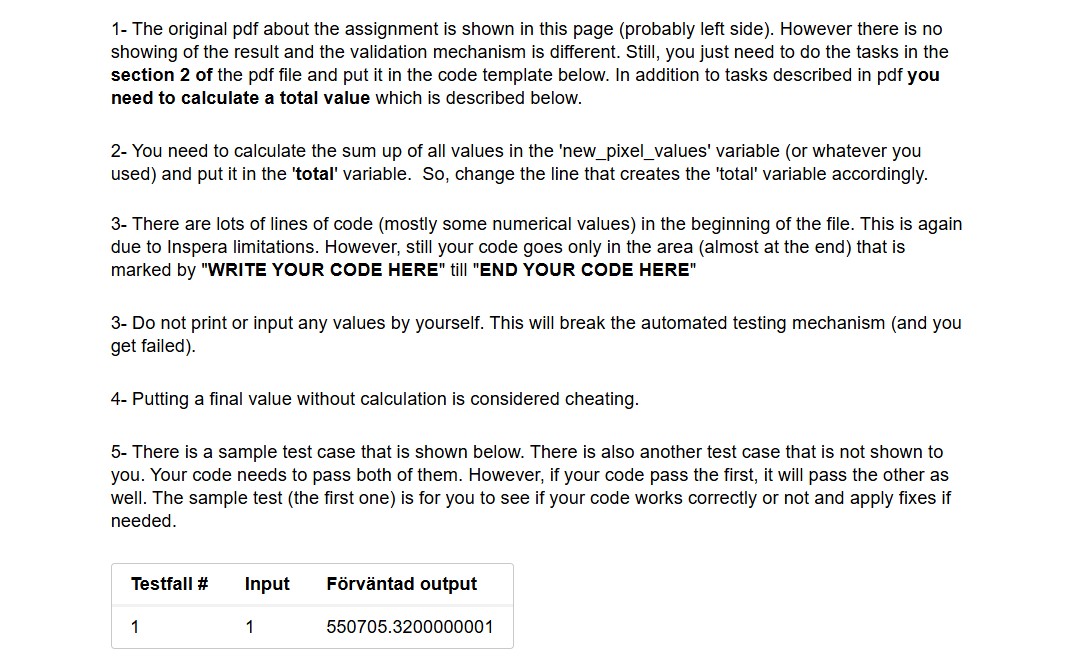 1- The original pdf about the assignment is shown in this page (probably left side). However there is no
showing of the result and the validation mechanism is different. Still, you just need to do the tasks in the
section 2 of the pdf file and put it in the code template below. In addition to tasks described in pdf you
need to calculate a total value which is described below.
2- You need to calculate the sum up of all values in the 'new_pixel_values' variable (or whatever you
used) and put it in the 'total' variable.  So, change the line that creates the 'total' variable accordingly.
3- There are lots of lines of code (mostly some numerical values) in the beginning of the file. This is again
due to Inspera limitations. However, still your code goes only in the area (almost at the end) that is
marked by "WRITE YOUR CODE HERE" till "END YOUR CODE HERE"
3- Do not print or input any values by yourself. This will break the automated testing mechanism (and you
get failed).
4- Putting a final value without calculation is considered cheating.
5- There is a sample test case that is shown below. There is also another test case that is not shown to
you. Your code needs to pass both of them. However, if your code pass the first, it will pass the other as
well. The sample test (the first one) is for you to see if your code works correctly or not and apply fixes if
needed.
Testfall # Input Förväntad output
1 1 550705.3200000001